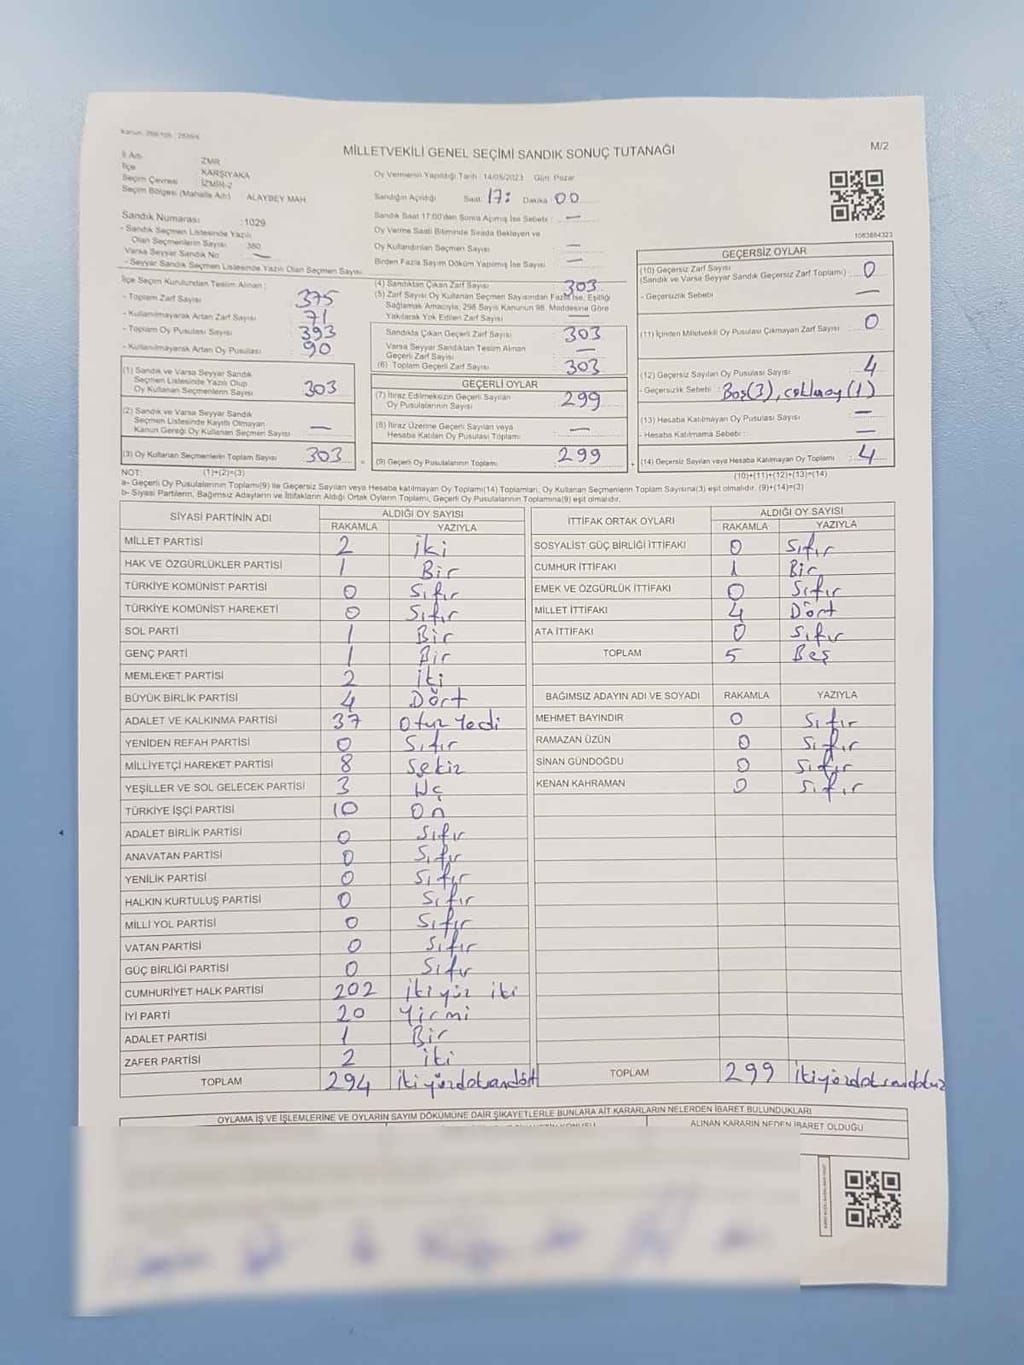 M/2
MİLLETVEKİLİ GENEL SEÇİMİ SANDIK SONUÇ TUTANAĞI
İlçe KARŞIYAKA
Seçim Çevresi İZMİR-2
Seçim Bölgesi (Mahalle Adı) ALAYBEY MAH
Sandık Numarası :1029
- Sandık Seçmen Listesinde Yazılı
Olan Seçmenlerin Sayısı 380
Varsa Seyyar Sandık No —
- Seyyar Sandık Seçmen Listesinde Yazılı Olan Seçmen Sayısı
Oy Vermenin Yapıldığı Tarih : 14/05/2023 Gün: Pazar
Sandığın Açıldığı Saat 17: Dakika 00
Sandık Saat 17:00'den Sonra Açılmış İse Sebebi : —
Oy Verme Saati Bitiminde Sırada Bekleyen ve
Oy Kullandırılan Seçmen Sayısı —
Birden Fazla Sayım Döküm Yapılmış İse Sayısı —
1083884323
İlçe Seçim Kurulundan Teslim Alınan :
- Toplam Zarf Sayısı 375
- Kullanılmayarak Artan Zarf Sayısı 71
- Toplam Oy Pusulası Sayısı 393
- Kullanılmayarak Artan Oy Pusulası 90
(1) Sandık ve Varsa Seyyar Sandık
Seçmen Listesinde Yazılı Olup
Oy Kullanan Seçmenlerin Sayısı 303
(2) Sandık ve Varsa Seyyar Sandık
Seçmen Listesinde Kayıtlı Olmayan
Kanun Gereği Oy Kullanan Seçmen Sayısı —
(3) Oy Kullanan Seçmenlerin Toplam Sayısı 303
(4) Sandıktan Çıkan Zarf Sayısı 303
(5) Zarf Sayısı Oy Kullanan Seçmen Sayısından Fazla İse, Eşitliği
Sağlamak Amacıyla, 298 Sayılı Kanunun 98. Maddesine Göre
Yakılarak Yok Edilen Zarf Sayısı —
Sandıkta Çıkan Geçerli Zarf Sayısı 303
Varsa Seyyar Sandıktan Teslim Alınan
Geçerli Zarf Sayısı —
(6) Toplam Geçerli Zarf Sayısı 303
GEÇERLİ OYLAR
(7) İtiraz Edilmeksizin Geçerli Sayılan
Oy Pusulalarının Sayısı 299
(8) İtiraz Üzerine Geçerli Sayılan veya
Hesaba Katılan Oy Pusulası Toplamı —
(9) Geçerli Oy Pusulalarının Toplamı 299
GEÇERSİZ OYLAR
(10) Geçersiz Zarf Sayısı
(Sandık ve Varsa Seyyar Sandık Geçersiz Zarf Toplamı) 0
- Geçersizlik Sebebi : —
(11) İçinden Milletvekili Oy Pusulası Çıkmayan Zarf Sayısı : 0
(12) Geçersiz Sayılan Oy Pusulası Sayısı 4
- Geçersizlik Sebebi : Boş(3), çokluoy(1)
(13) Hesaba Katılmayan Oy Pusulası Sayısı —
- Hesaba Katılmama Sebebi : —
(14) Geçersiz Sayılan veya Hesaba Katılmayan Oy Toplamı : 4
NOT: (1)+(2)=(3)
(10)+(11)+(12)+(13)=(14)
a- Geçerli Oy Pusulalarının Toplamı(9) ile Geçersiz Sayılan veya Hesaba katılmayan Oy Toplamı(14) Toplamları, Oy Kullanan Seçmenlerin Toplam Sayısına(3) eşit olmalıdır. (9)+(14)=(3)
b- Siyasi Partilerin, Bağımsız Adayların ve İttifakların Aldığı Ortak Oyların Toplamı, Geçerli Oy Pusulalarının Toplamına(9) eşit olmalıdır.
SİYASİ PARTİNİN ADI ALDIĞI OY SAYISI
RAKAMLA YAZIYLA
MİLLET PARTİSİ 2 iki
HAK VE ÖZGÜRLÜKLER PARTİSİ 1 Bir
TÜRKİYE KOMÜNİST PARTİSİ 0 Sıfır
TÜRKİYE KOMÜNİST HAREKETİ 0 Sıfır
SOL PARTİ 1 Bir
GENÇ PARTİ 1 Bir
MEMLEKET PARTİSİ 2 iki
BÜYÜK BİRLİK PARTİSİ 4 Dört
ADALET VE KALKINMA PARTİSİ 37 Otuz Yedi
YENİDEN REFAH PARTİSİ 0 Sıfır
MİLLİYETÇİ HAREKET PARTİSİ 8 Sekiz
YEŞİLLER VE SOL GELECEK PARTİSİ 3 Üç
TÜRKİYE İŞÇİ PARTİSİ 10 On
ADALET BİRLİK PARTİSİ 0 Sıfır
ANAVATAN PARTİSİ 0 Sıfır
YENİLİK PARTİSİ 0 Sıfır
HALKIN KURTULUŞ PARTİSİ 0 Sıfır
MİLLİ YOL PARTİSİ 0 Sıfır
VATAN PARTİSİ 0 Sıfır
GÜÇ BİRLİĞİ PARTİSİ 0 Sıfır
CUMHURİYET HALK PARTİSİ 202 ikiyüz iki
İYİ PARTİ 20 Yirmi
ADALET PARTİSİ 1 Bir
ZAFER PARTİSİ 2 iki
TOPLAM 294 ikiyüzdoksandört
İTTİFAK ORTAK OYLARI ALDIĞI OY SAYISI
RAKAMLA YAZIYLA
SOSYALİST GÜÇ BİRLİĞİ İTTİFAKI 0 Sıfır
CUMHUR İTTİFAKI 1 Bir
EMEK VE ÖZGÜRLÜK İTTİFAKI 0 Sıfır
MİLLET İTTİFAKI 4 Dört
ATA İTTİFAKI 0 Sıfır
TOPLAM 5 Beş
BAĞIMSIZ ADAYIN ADI VE SOYADI RAKAMLA YAZIYLA
MEHMET BAYINDIR 0 Sıfır
RAMAZAN ÜZÜN 0 Sıfır
SİNAN GÜNDOĞDU 0 Sıfır
KENAN KAHRAMAN 0 Sıfır
TOPLAM 299 ikiyüzdoksandokuz
OYLAMA İŞ VE İŞLEMLERİNE VE OYLARIN SAYIM DÖKÜMÜNE DAİR ŞİKAYETLERLE BUNLARA AİT KARARLARIN NELERDEN İBARET BULUNDUKLARI
ALINAN KARARIN NEDEN İBARET OLDUĞU